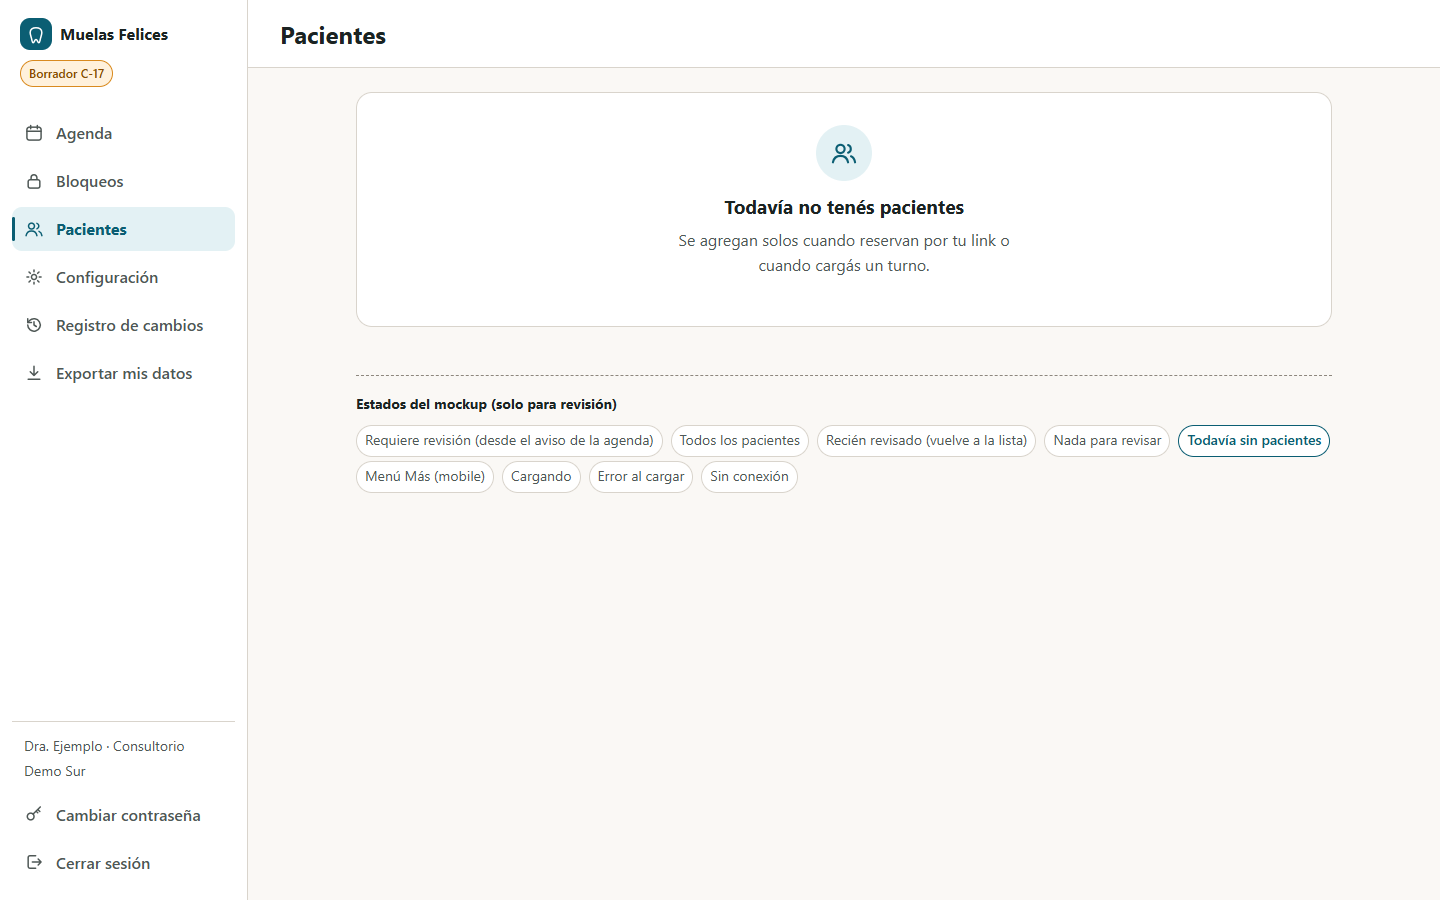 Muelas Felices
Borrador C-17
Agenda
Bloqueos
Pacientes
Configuración
Registro de cambios
Exportar mis datos
Dra. Ejemplo · Consultorio
Demo Sur
Cambiar contraseña
Cerrar sesión
Pacientes
Todavía no tenés pacientes
Se agregan solos cuando reservan por tu link o
cuando cargás un turno.
Estados del mockup (solo para revisión)
Requiere revisión (desde el aviso de la agenda)
Todos los pacientes
Recién revisado (vuelve a la lista)
Nada para revisar
Todavía sin pacientes
Menú Más (mobile)
Cargando
Error al cargar
Sin conexión